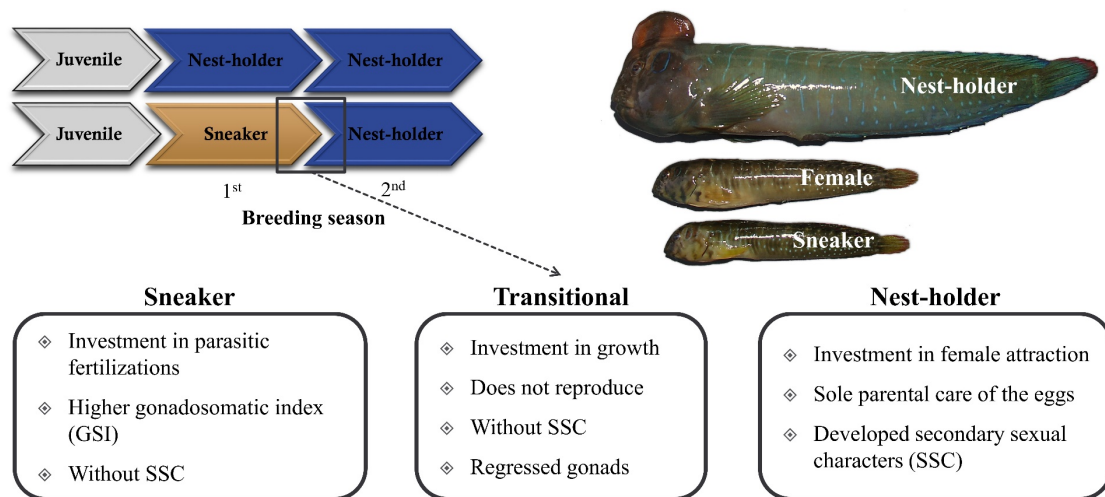 Juvenile
Nest-holder
Nest-holder
Juvenile
Sneaker
Nest-holder
1st
2nd
Breeding season
Nest-holder
Female
Sneaker
Sneaker
Investment in parasitic
fertilizations
Higher gonadosomatic index
(GSI)
Without SSC
Transitional
Investment in growth
Does not reproduce
Without SSC
Regressed gonads
Nest-holder
Investment in female attraction
Sole parental care of the eggs
Developed secondary sexual
characters (SSC)